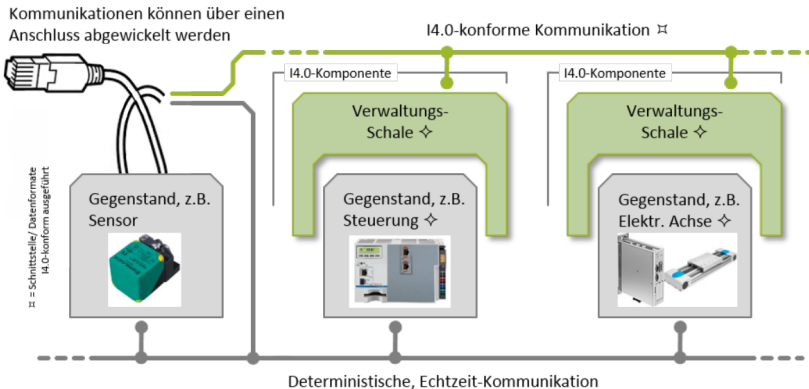 Kommunikationen können über einen
Anschluss abgewickelt werden
I4.0-konforme Kommunikation ¤
I4.0-Komponente
I4.0-Komponente
Verwaltungs-
Schale ✧
Verwaltungs-
Schale ✧
¤ = Schnittstelle/ Datenformate
I4.0-konform ausgeführt
Gegenstand, z.B.
Sensor
Gegenstand, z.B.
Steuerung ✧
Gegenstand, z.B.
Elektr. Achse ✧
Deterministische, Echtzeit-Kommunikation